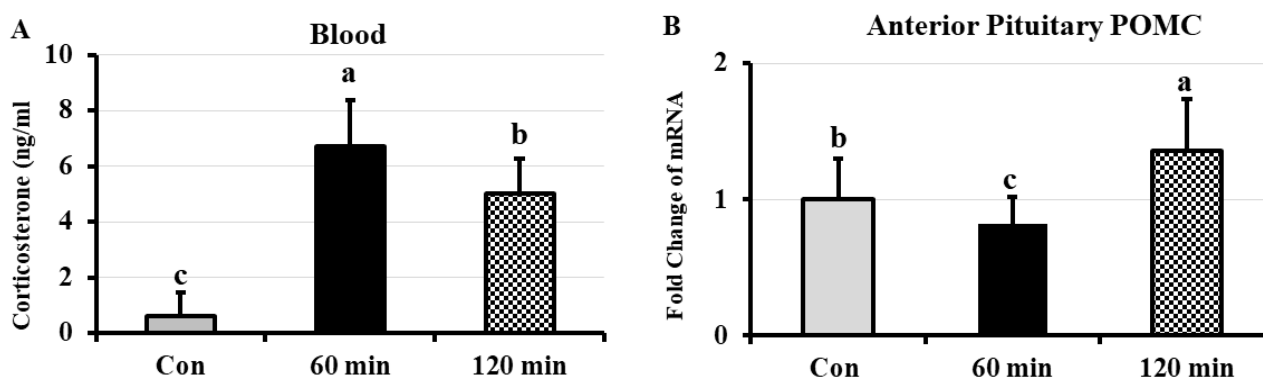 A
Blood
Corticosterone (ng/ml)
10
8
6
4
2
0
c
a
b
Con
60 min
120 min
B
Anterior Pituitary POMC
Fold Change of mRNA
2
1
0
b
c
a
Con
60 min
120 min